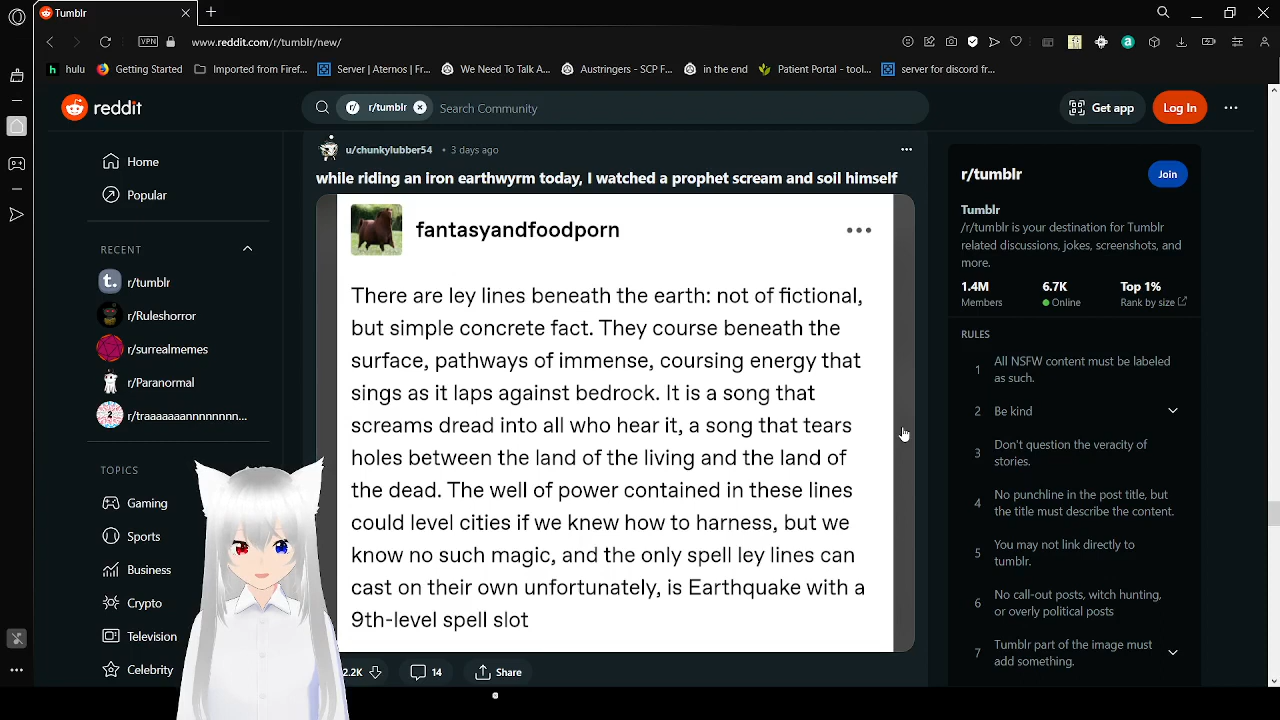 Tumblr
VPN
www.reddit.com/r/tumblr/new/
hulu
Getting Started
Imported from Firef...
Server | Aternos | Fr...
We Need To Talk A...
Austringers - SCP F...
in the end
Patient Portal - tool...
server for discord fr...
reddit
r/tumblr
Search Community
Get app
Log In
Home
Popular
RECENT
r/tumblr
r/Ruleshorror
r/surrealmemes
r/Paranormal
r/traaaaaaannnnnnnn...
TOPICS
Gaming
Sports
Business
Crypto
Television
Celebrity
u/chunkylubber54 • 3 days ago
while riding an iron earthwyrm today, I watched a prophet scream and soil himself
fantasyandfoodporn
There are ley lines beneath the earth: not of fictional,
but simple concrete fact. They course beneath the
surface, pathways of immense, coursing energy that
sings as it laps against bedrock. It is a song that
screams dread into all who hear it, a song that tears
holes between the land of the living and the land of
the dead. The well of power contained in these lines
could level cities if we knew how to harness, but we
know no such magic, and the only spell ley lines can
cast on their own unfortunately, is Earthquake with a
9th-level spell slot
14
Share
r/tumblr
Join
Tumblr
/r/tumblr is your destination for Tumblr
related discussions, jokes, screenshots, and
more.
1.4M 6.7K Top 1%
Members Online Rank by size
RULES
1 All NSFW content must be labeled
as such.
2 Be kind
3 Don't question the veracity of
stories.
4 No punchline in the post title, but
the title must describe the content.
5 You may not link directly to
tumblr.
6 No call-out posts, witch hunting,
or overly political posts
7 Tumblr part of the image must
add something.